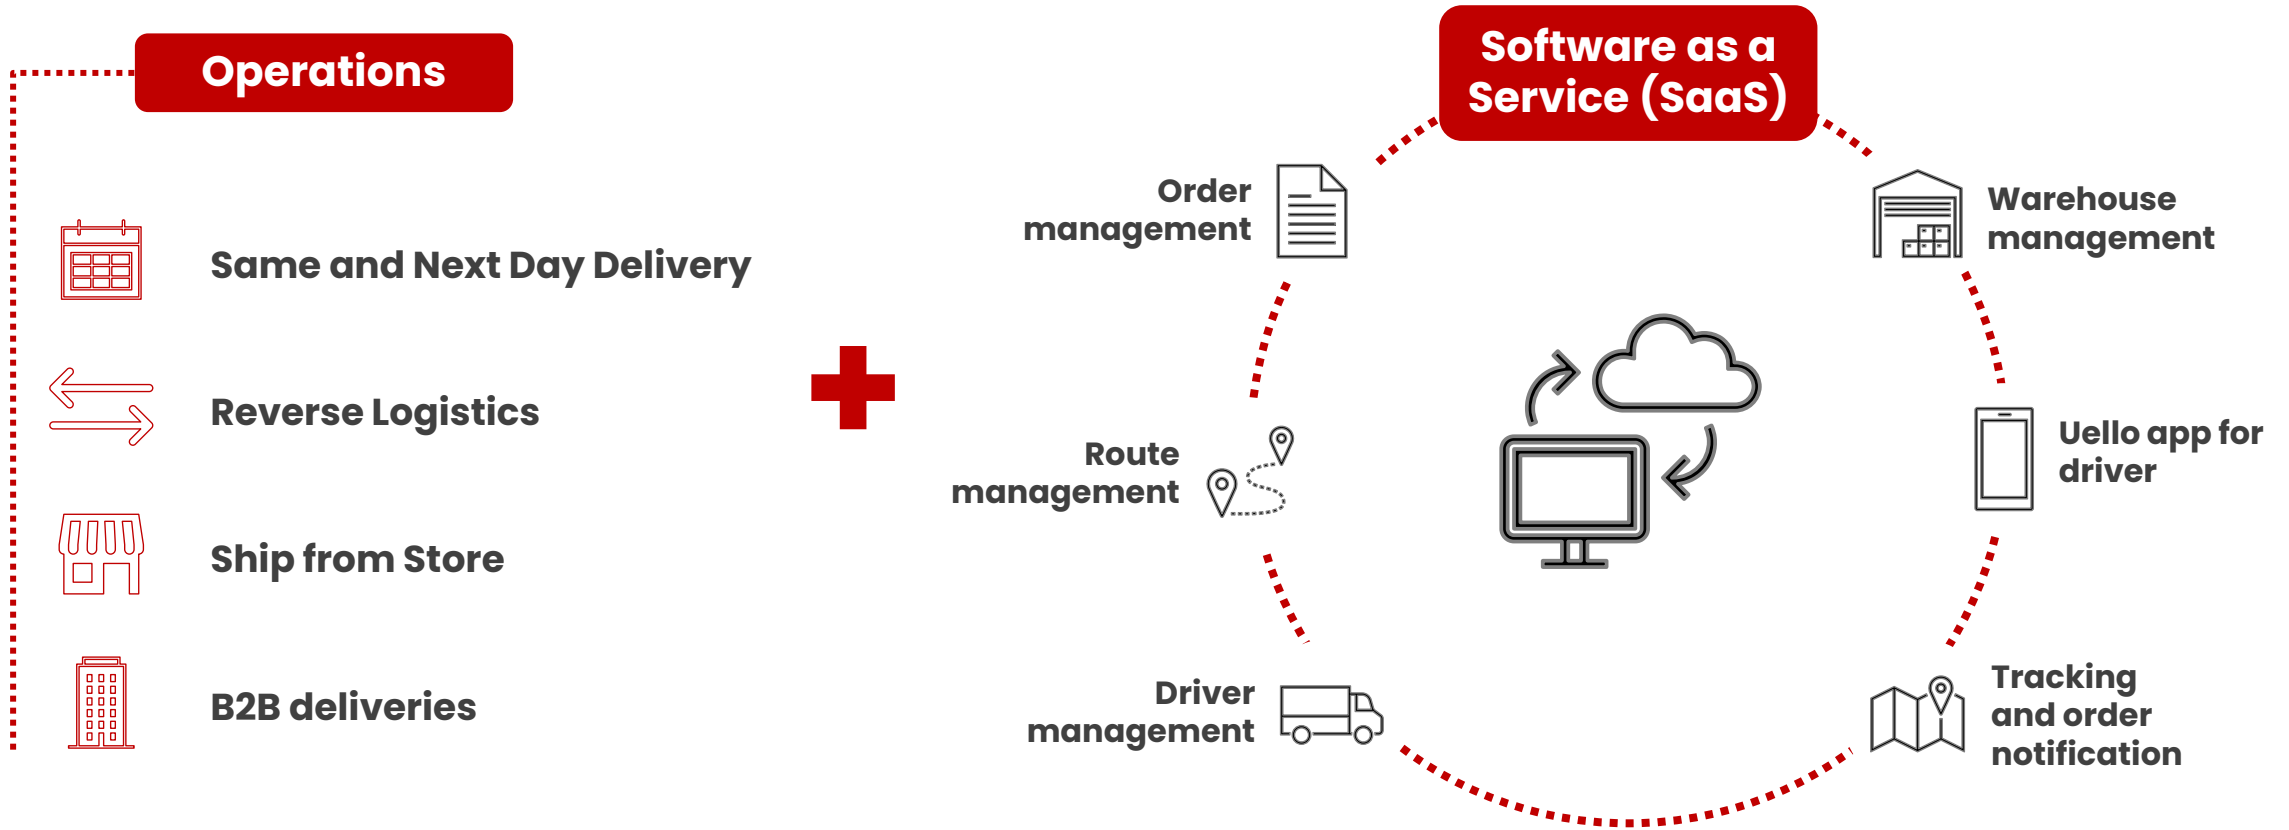 Operations
Same and Next Day Delivery
Reverse Logistics
Ship from Store
B2B deliveries
Software as a
Service (SaaS)
Order
management
Route
management
Driver
management
Warehouse
management
Uello app for
driver
Tracking
and order
notification